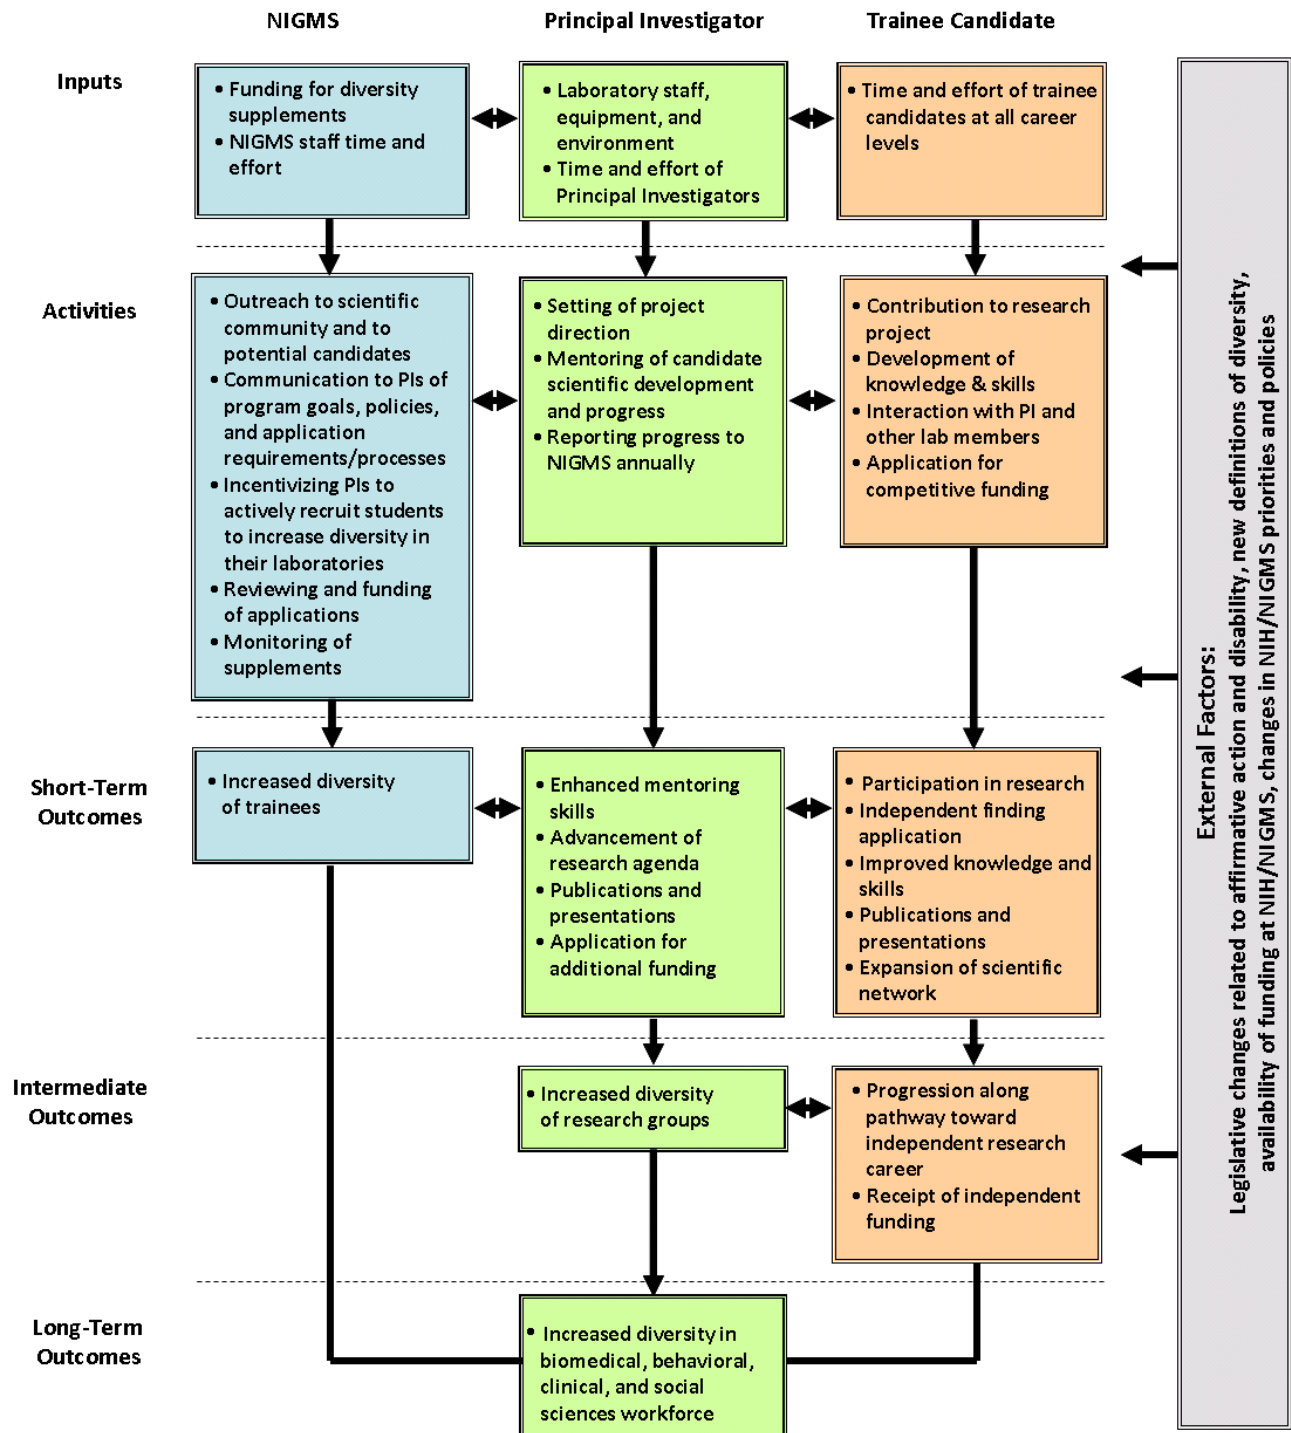 NIGMS
Principal Investigator
Trainee Candidate
Inputs
• Funding for diversity
supplements
• NIGMS staff time and
effort
• Laboratory staff,
equipment, and
environment
• Time and effort of
Principal Investigators
• Time and effort of trainee
candidates at all career
levels
Activities
• Outreach to scientific
community and to
potential candidates
• Communication to PIs of
program goals, policies,
and application
requirements/processes
• Incentivizing PIs to
actively recruit students
to increase diversity in
their laboratories
• Reviewing and funding
of applications
• Monitoring of
supplements
• Setting of project
direction
• Mentoring of candidate
scientific development
and progress
• Reporting progress to
NIGMS annually
• Contribution to research
project
• Development of
knowledge & skills
• Interaction with PI and
other lab members
• Application for
competitive funding
Short-Term
Outcomes
• Increased diversity
of trainees
• Enhanced mentoring
skills
• Advancement of
research agenda
• Publications and
presentations
• Application for
additional funding
• Participation in research
• Independent finding
application
• Improved knowledge and
skills
• Publications and
presentations
• Expansion of scientific
network
Intermediate
Outcomes
• Increased diversity
of research groups
• Progression along
pathway toward
independent research
career
• Receipt of independent
funding
Long-Term
Outcomes
• Increased diversity in
biomedical, behavioral,
clinical, and social
sciences workforce
External Factors:
Legislative changes related to affirmative action and disability, new definitions of diversity,
availability of funding at NIH/NIGMS, changes in NIH/NIGMS priorities and policies